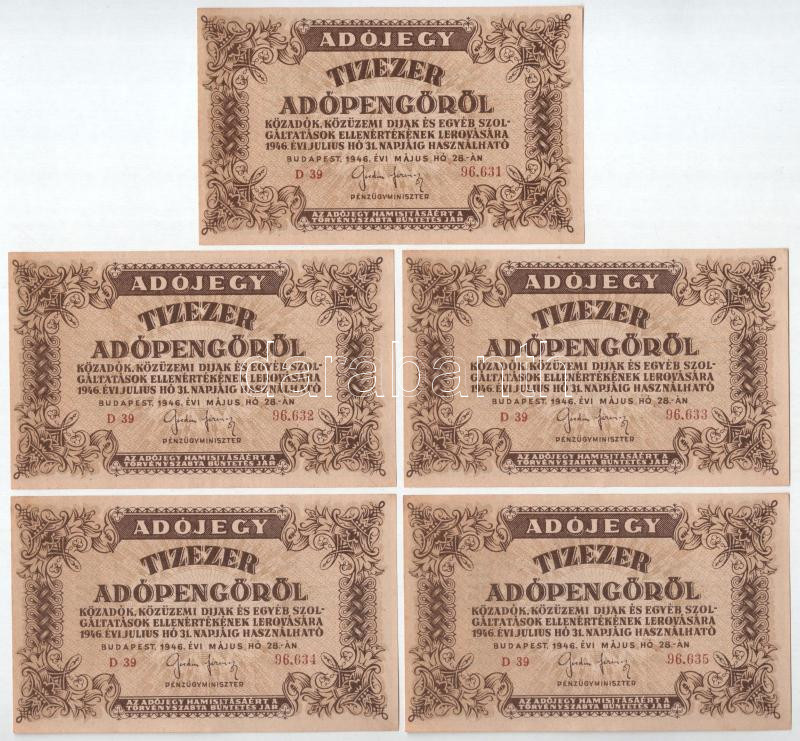 ADÓJEGY
TIZEZER
ADÓPENGŐRŐL
KÖZADÓK, KÖZÜZEMI DIJAK ÉS EGYÉB SZOL-
GÁLTATÁSOK ELLENÉRTÉKÉNEK LEROVÁSÁRA
1946. ÉVI JULIUS HÓ 31. NAPJÁIG HASZNÁLHATÓ
BUDAPEST, 1946. ÉVI MÁJUS HÓ 28.-ÁN
D 39 96.631
PÉNZÜGYMINISZTER
AZ ADÓJEGY HAMISITÁSÁÉRT A
TÖRVÉNYSZABTA BÜNTETÉS JÁR
ADÓJEGY
TIZEZER
ADÓPENGŐRŐL
KÖZADÓK, KÖZÜZEMI DIJAK ÉS EGYÉB SZOL-
GÁLTATÁSOK ELLENÉRTÉKÉNEK LEROVÁSÁRA
1946. ÉVI JULIUS HÓ 31. NAPJÁIG HASZNÁLHATÓ
BUDAPEST, 1946. ÉVI MÁJUS HÓ 28.-ÁN
D 39 96.632
PÉNZÜGYMINISZTER
AZ ADÓJEGY HAMISITÁSÁÉRT A
TÖRVÉNYSZABTA BÜNTETÉS JÁR
ADÓJEGY
TIZEZER
ADÓPENGŐRŐL
KÖZADÓK, KÖZÜZEMI DIJAK ÉS EGYÉB SZOL-
GÁLTATÁSOK ELLENÉRTÉKÉNEK LEROVÁSÁRA
1946. ÉVI JULIUS HÓ 31. NAPJÁIG HASZNÁLHATÓ
BUDAPEST, 1946. ÉVI MÁJUS HÓ 28.-ÁN
D 39 96.633
PÉNZÜGYMINISZTER
AZ ADÓJEGY HAMISITÁSÁÉRT A
TÖRVÉNYSZABTA BÜNTETÉS JÁR
darabanth
ADÓJEGY
TIZEZER
ADÓPENGŐRŐL
KÖZADÓK, KÖZÜZEMI DIJAK ÉS EGYÉB SZOL-
GÁLTATÁSOK ELLENÉRTÉKÉNEK LEROVÁSÁRA
1946. ÉVI JULIUS HÓ 31. NAPJÁIG HASZNÁLHATÓ
BUDAPEST, 1946. ÉVI MÁJUS HÓ 28.-ÁN
D 39 96.634
PÉNZÜGYMINISZTER
AZ ADÓJEGY HAMISITÁSÁÉRT A
TÖRVÉNYSZABTA BÜNTETÉS JÁR
ADÓJEGY
TIZEZER
ADÓPENGŐRŐL
KÖZADÓK, KÖZÜZEMI DIJAK ÉS EGYÉB SZOL-
GÁLTATÁSOK ELLENÉRTÉKÉNEK LEROVÁSÁRA
1946. ÉVI JULIUS HÓ 31. NAPJÁIG HASZNÁLHATÓ
BUDAPEST, 1946. ÉVI MÁJUS HÓ 28.-ÁN
D 39 96.635
PÉNZÜGYMINISZTER
AZ ADÓJEGY HAMISITÁSÁÉRT A
TÖRVÉNYSZABTA BÜNTETÉS JÁR